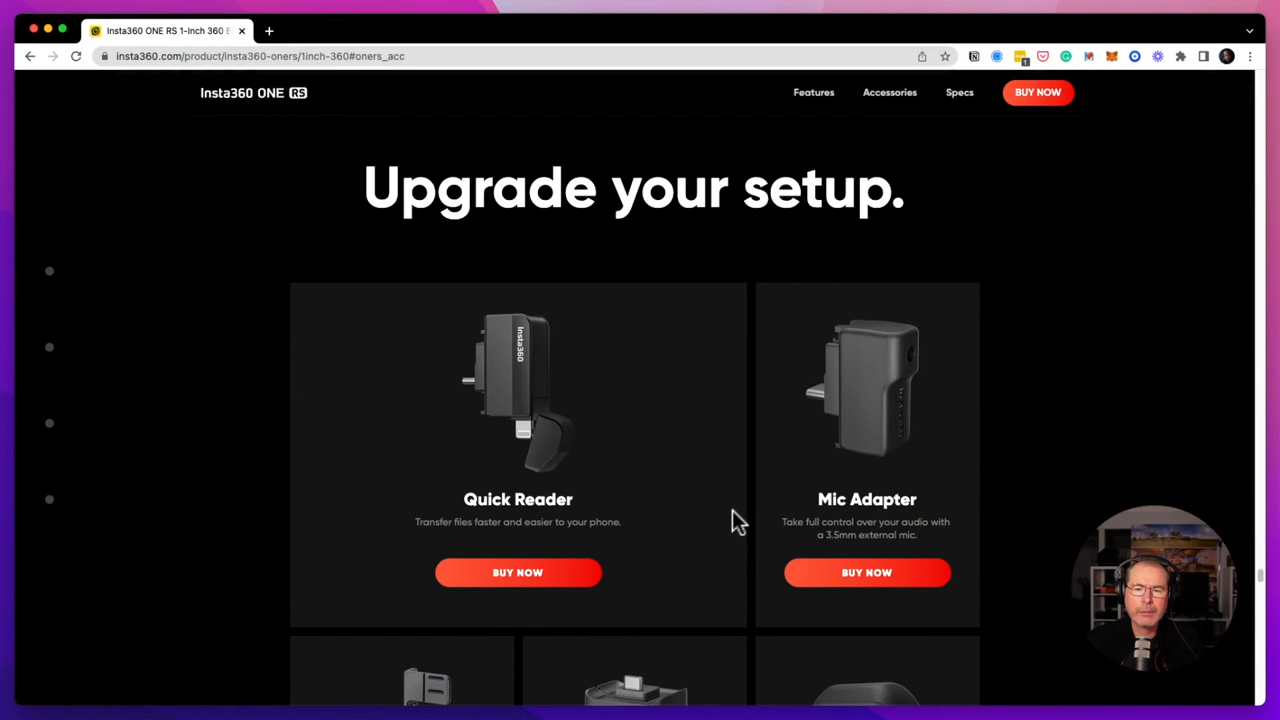 Insta360 ONE RS 1-Inch 360 E
insta360.com/product/insta360-oners/1inch-360#oners_acc
1
Insta360 ONE RS
Features
Accessories
Specs
BUY NOW
Upgrade your setup.
Insta360
Quick Reader
Transfer files faster and easier to your phone.
BUY NOW
Mic Adapter
Take full control over your audio with
a 3.5mm external mic.
BUY NOW